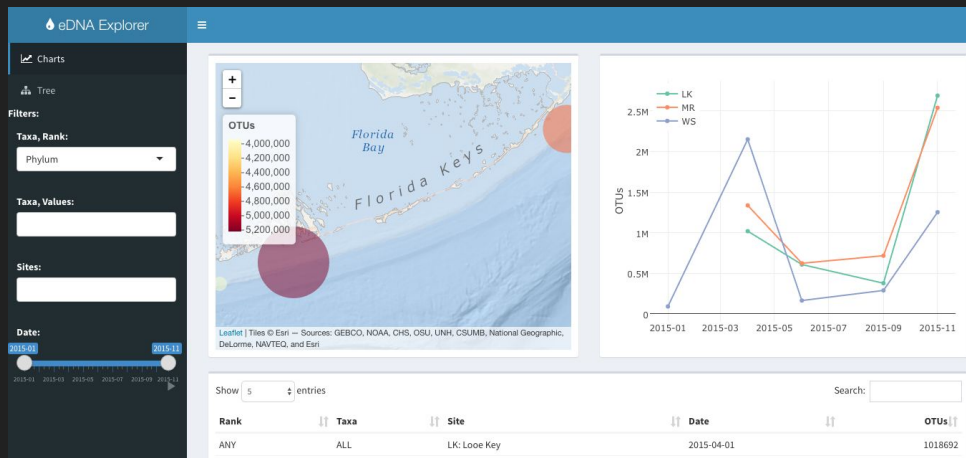 eDNA Explorer
Charts
Tree
Filters:
Taxa, Rank:
Phylum
Taxa, Values:
Sites:
Date:
2015-01 2015-11
2015-01 2015-03 2015-05 2015-07 2015-09 2015-11
+
−
OTUs
4,000,000
4,200,000
4,400,000
4,600,000
4,800,000
5,000,000
5,200,000
Florida
Bay
Florida Keys
Leaflet | Tiles © Esri — Sources: GEBCO, NOAA, CHS, OSU, UNH, CSUMB, National Geographic,
DeLorme, NAVTEQ, and Esri
LK
MR
WS
OTUs
2.5M
2M
1.5M
1M
0.5M
0
2015-01 2015-03 2015-05 2015-07 2015-09 2015-11
Show 5 entries
Search:
Rank Taxa Site Date OTUs
ANY ALL LK: Looe Key 2015-04-01 1018692